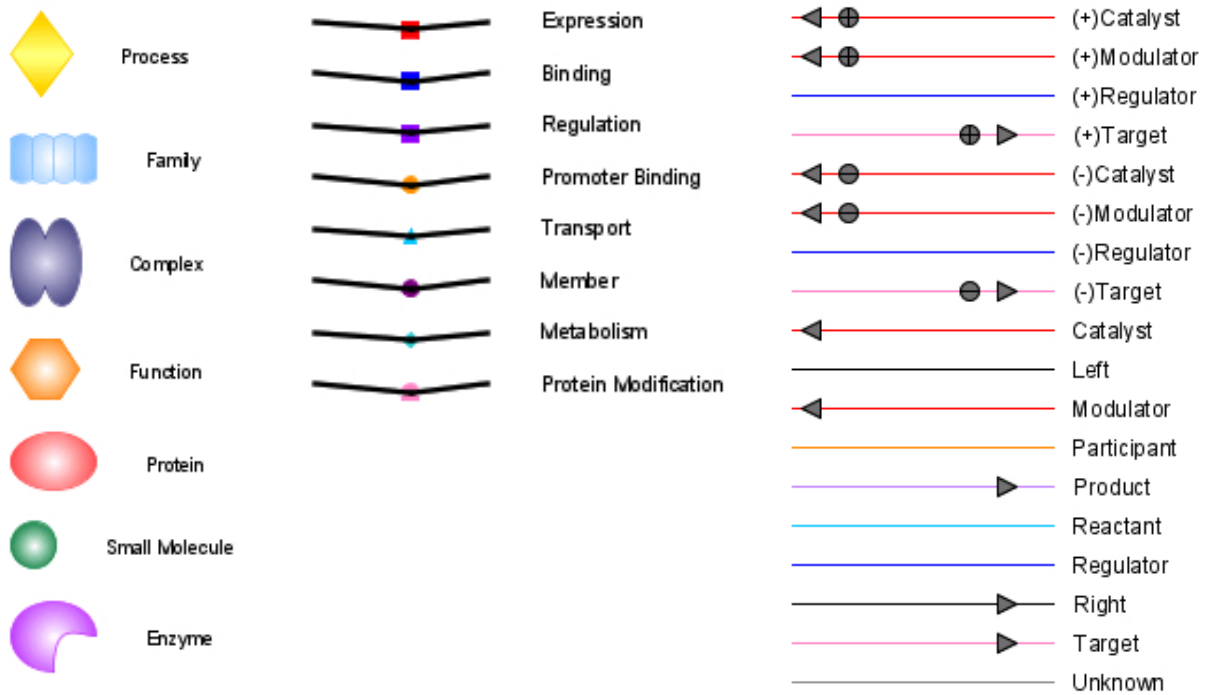 Process
Family
Complex
Function
Protein
Small Molecule
Enzyme
Expression
Binding
Regulation
Promoter Binding
Transport
Member
Metabolism
Protein Modification
(+)Catalyst
(+)Modulator
(+)Regulator
(+)Target
(-)Catalyst
(-)Modulator
(-)Regulator
(-)Target
Catalyst
Left
Modulator
Participant
Product
Reactant
Regulator
Right
Target
Unknown